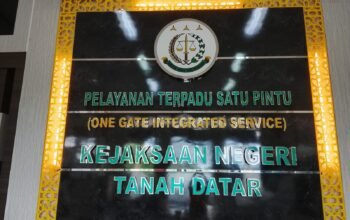 PELAYANAN TERPADU SATU PINTU
(ONE GATE INTEGRATED SERVICE)
KEJAKSAAN NEGERI
TANAH DATAR